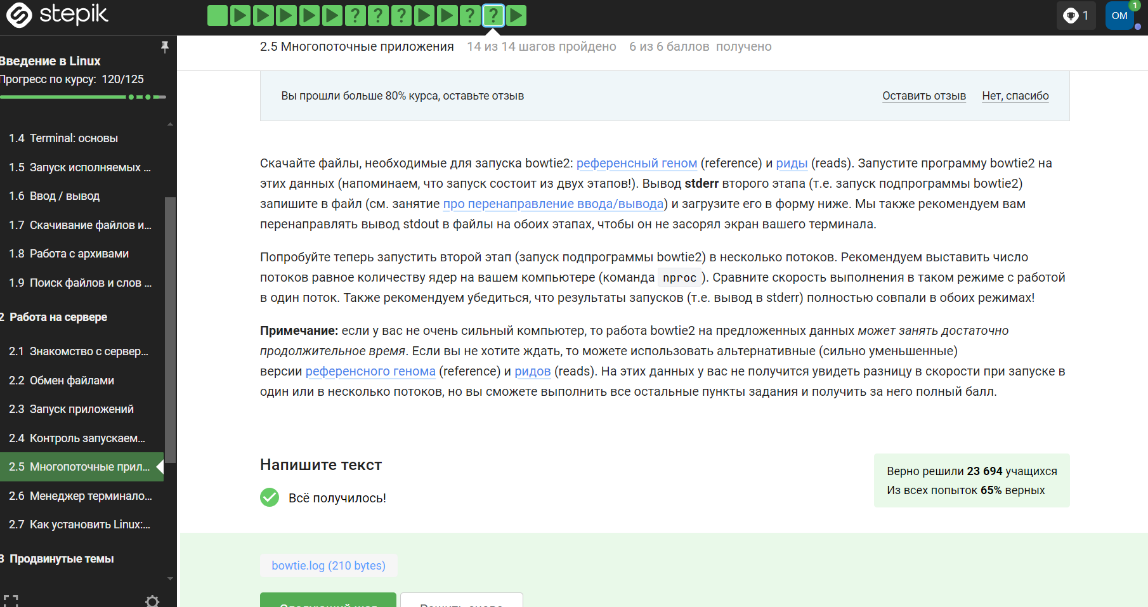 stepik
? ? ? ? ?
1
OM
1
2.5 Многопоточные приложения 14 из 14 шагов пройдено 6 из 6 баллов получено
Введение в Linux
Прогресс по курсу: 120/125
1.4 Terminal: основы
1.5 Запуск исполняемых ...
1.6 Ввод / вывод
1.7 Скачивание файлов и...
1.8 Работа с архивами
1.9 Поиск файлов и слов ...
2 Работа на сервере
2.1 Знакомство с сервер...
2.2 Обмен файлами
2.3 Запуск приложений
2.4 Контроль запускаем...
2.5 Многопоточные прил...
2.6 Менеджер терминало...
2.7 Как установить Linux:...
3 Продвинутые темы
Вы прошли больше 80% курса, оставьте отзыв Оставить отзыв Нет, спасибо
Скачайте файлы, необходимые для запуска bowtie2: референсный геном (reference) и риды (reads). Запустите программу bowtie2 на
этих данных (напоминаем, что запуск состоит из двух этапов!). Вывод stderr второго этапа (т.е. запуск подпрограммы bowtie2)
запишите в файл (см. занятие про перенаправление ввода/вывода) и загрузите его в форму ниже. Мы также рекомендуем вам
перенаправлять вывод stdout в файлы на обоих этапах, чтобы он не засорял экран вашего терминала.
Попробуйте теперь запустить второй этап (запуск подпрограммы bowtie2) в несколько потоков. Рекомендуем выставить число
потоков равное количеству ядер на вашем компьютере (команда nproc ). Сравните скорость выполнения в таком режиме с работой
в один поток. Также рекомендуем убедиться, что результаты запусков (т.е. вывод в stderr) полностью совпали в обоих режимах!
Примечание: если у вас не очень сильный компьютер, то работа bowtie2 на предложенных данных может занять достаточно
продолжительное время. Если вы не хотите ждать, то можете использовать альтернативные (сильно уменьшенные)
версии референсного генома (reference) и ридов (reads). На этих данных у вас не получится увидеть разницу в скорости при запуске в
один или в несколько потоков, но вы сможете выполнить все остальные пункты задания и получить за него полный балл.
Напишите текст
Всё получилось!
Верно решили 23 694 учащихся
Из всех попыток 65% верных
bowtie.log (210 bytes)